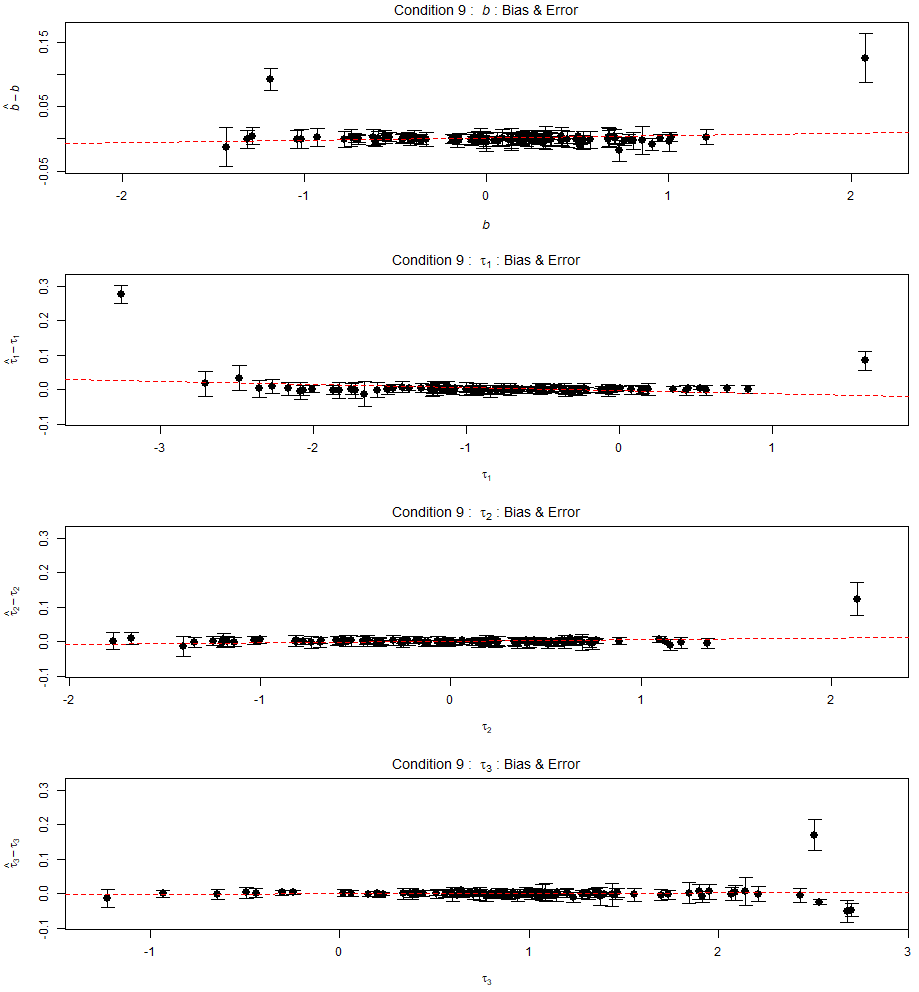 Condition 9 : b : Bias & Error
b̂ − b
-0.05 0.05 0.15
-2 -1 0 1 2
b
Condition 9 : τ₁ : Bias & Error
τ̂₁ − τ₁
-0.1 0.0 0.1 0.2 0.3
-3 -2 -1 0 1
τ₁
Condition 9 : τ₂ : Bias & Error
τ̂₂ − τ₂
-0.1 0.0 0.1 0.2 0.3
-2 -1 0 1 2
τ₂
Condition 9 : τ₃ : Bias & Error
τ̂₃ − τ₃
-0.1 0.0 0.1 0.2 0.3
-1 0 1 2 3
τ₃